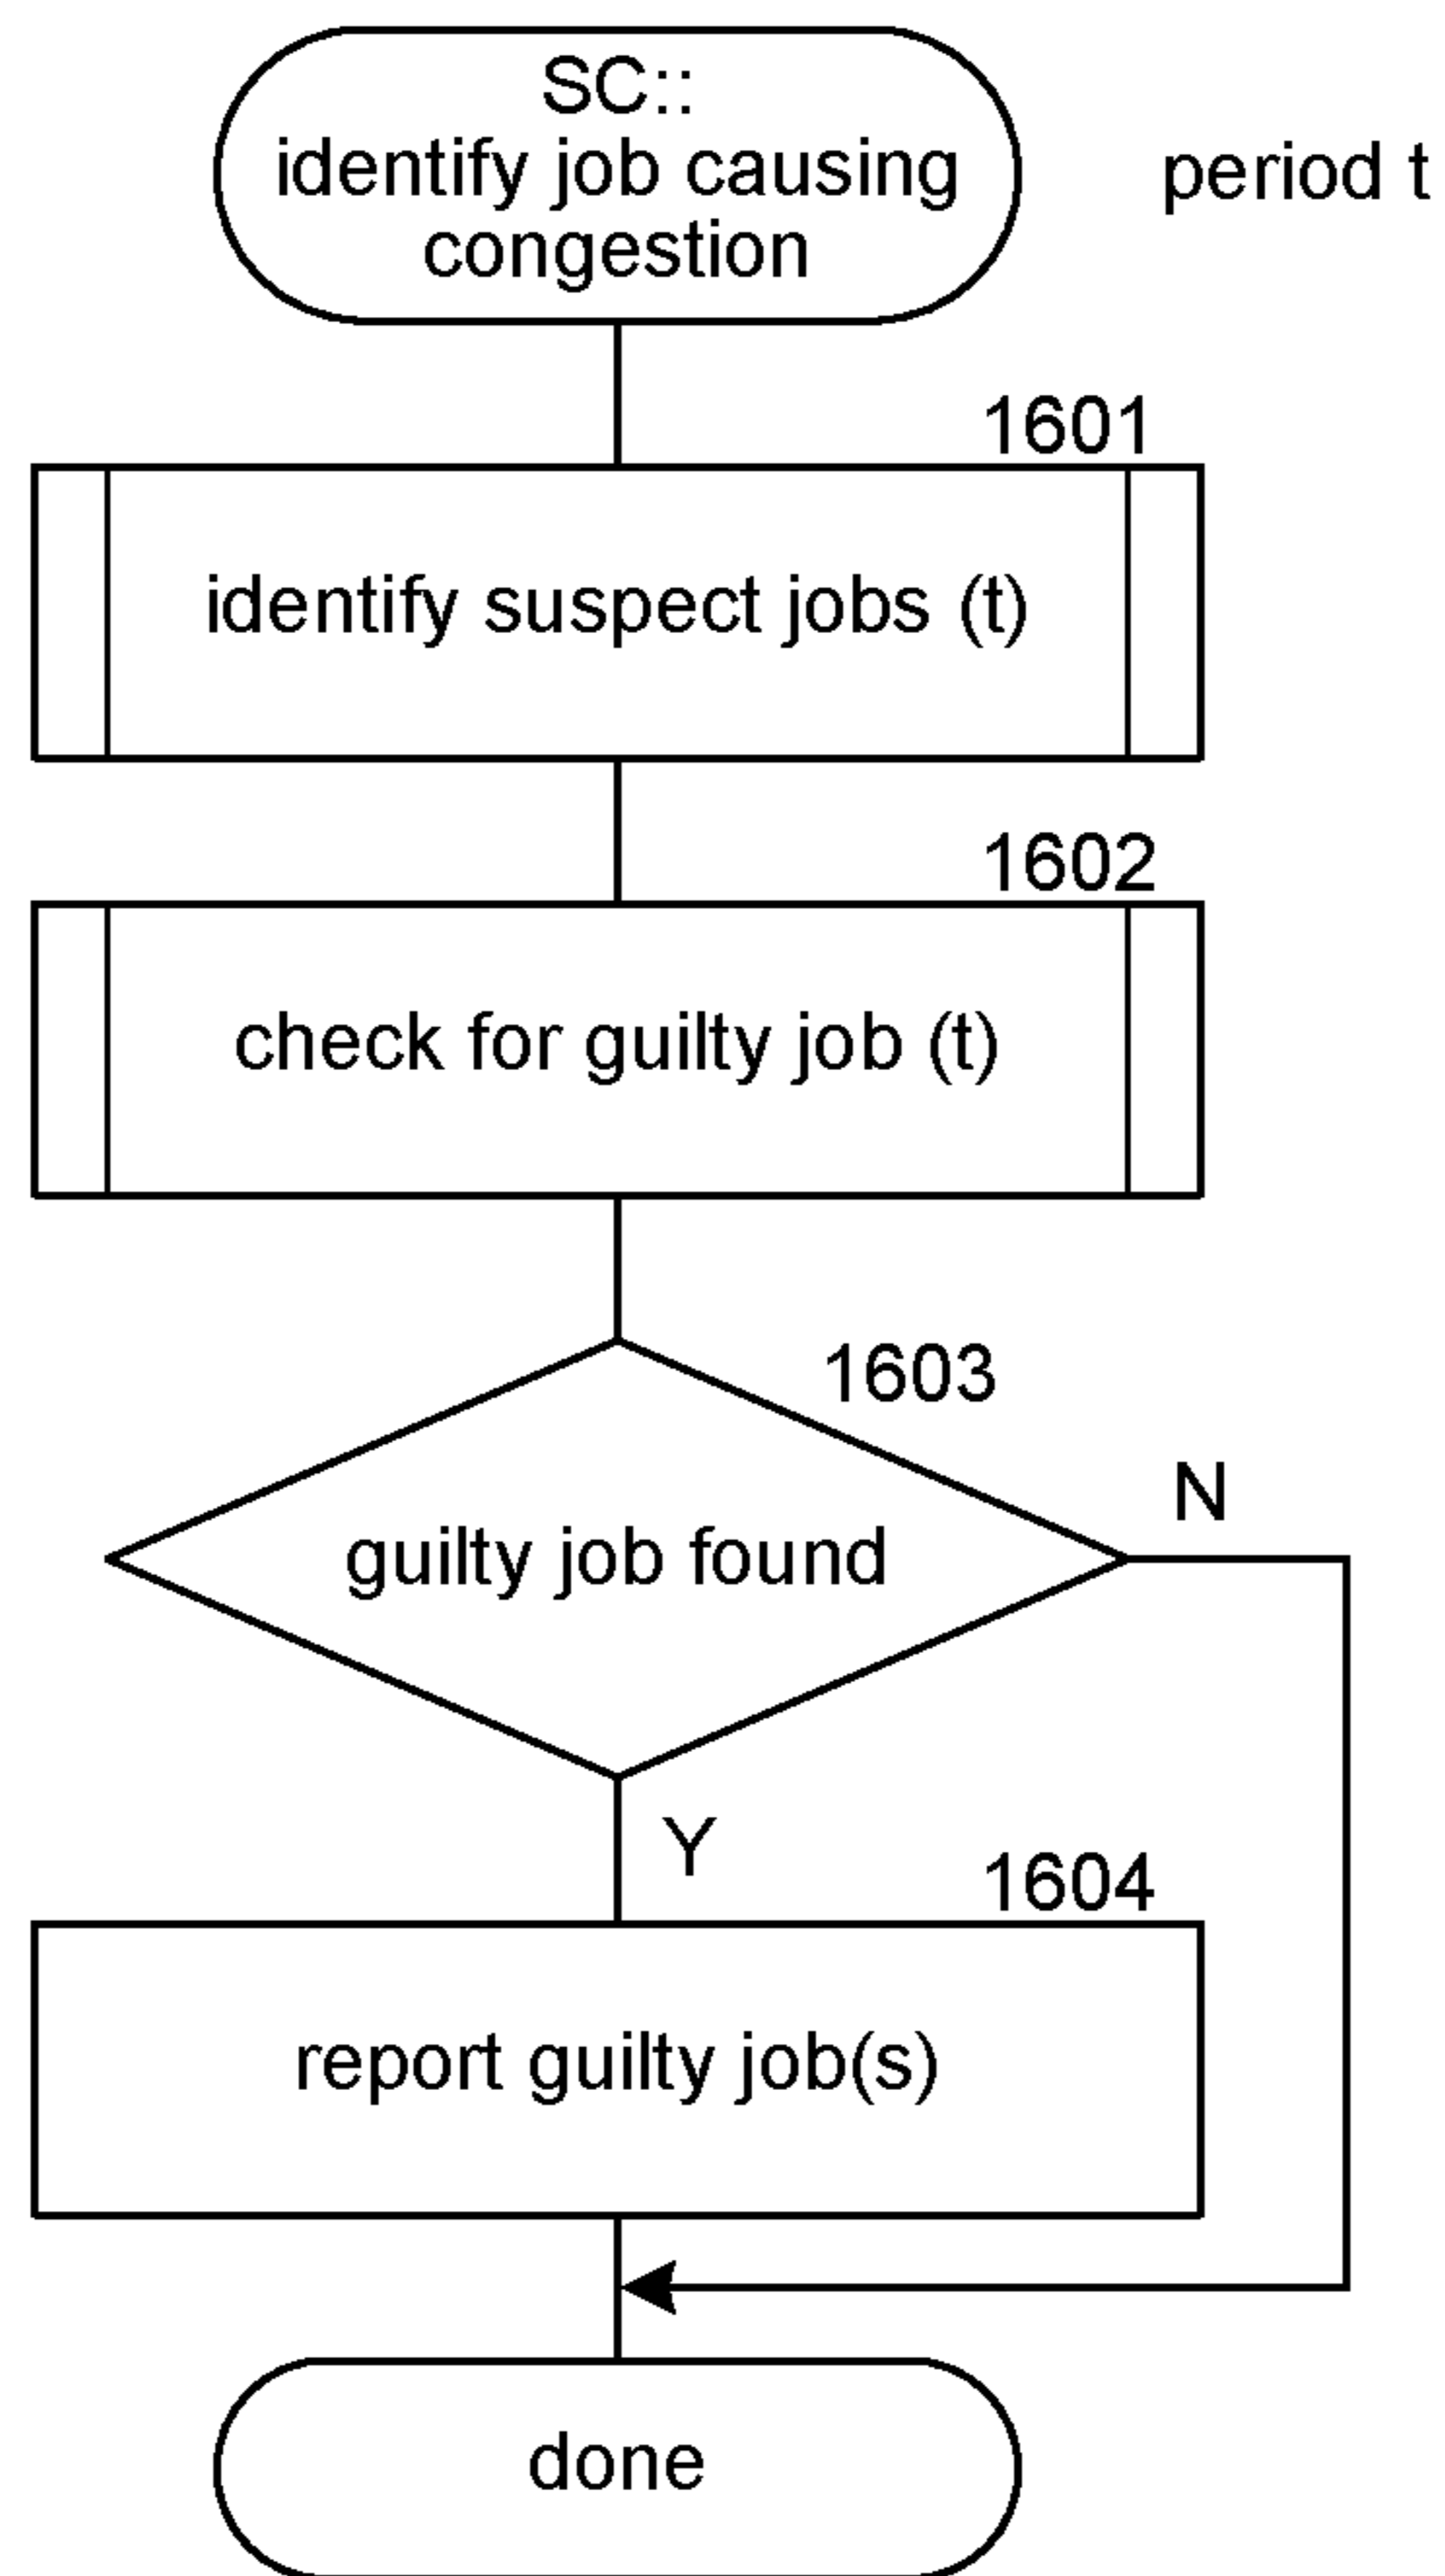 SC::
identify job causing
congestion
period t
1601
identify suspect jobs (t)
1602
check for guilty job (t)
1603
N
guilty job found
Y
1604
report guilty job(s)
done